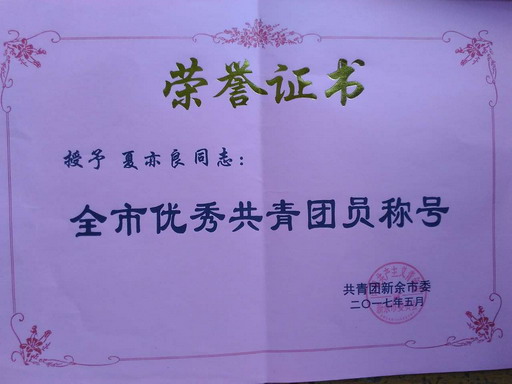 荣誉证书
授予 夏亦良同志：
全市优秀共青团员称号
共青团新余市委
二〇一七年五月